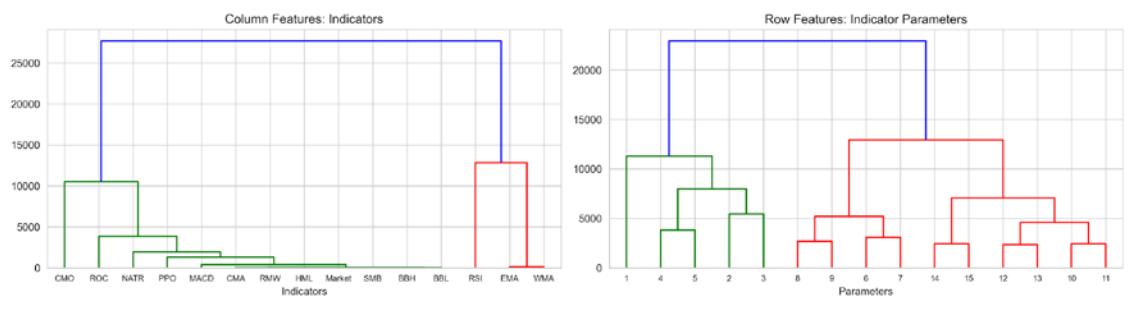 Column Features: Indicators
25000
20000
15000
10000
5000
0
CMO ROC NATR PPO MACD CMA RMW HML Market SMB BBH BBL RSI EMA WMA
Indicators
Row Features: Indicator Parameters
20000
15000
10000
5000
0
1 4 5 2 3 8 9 6 7 14 15 12 13 10 11
Parameters